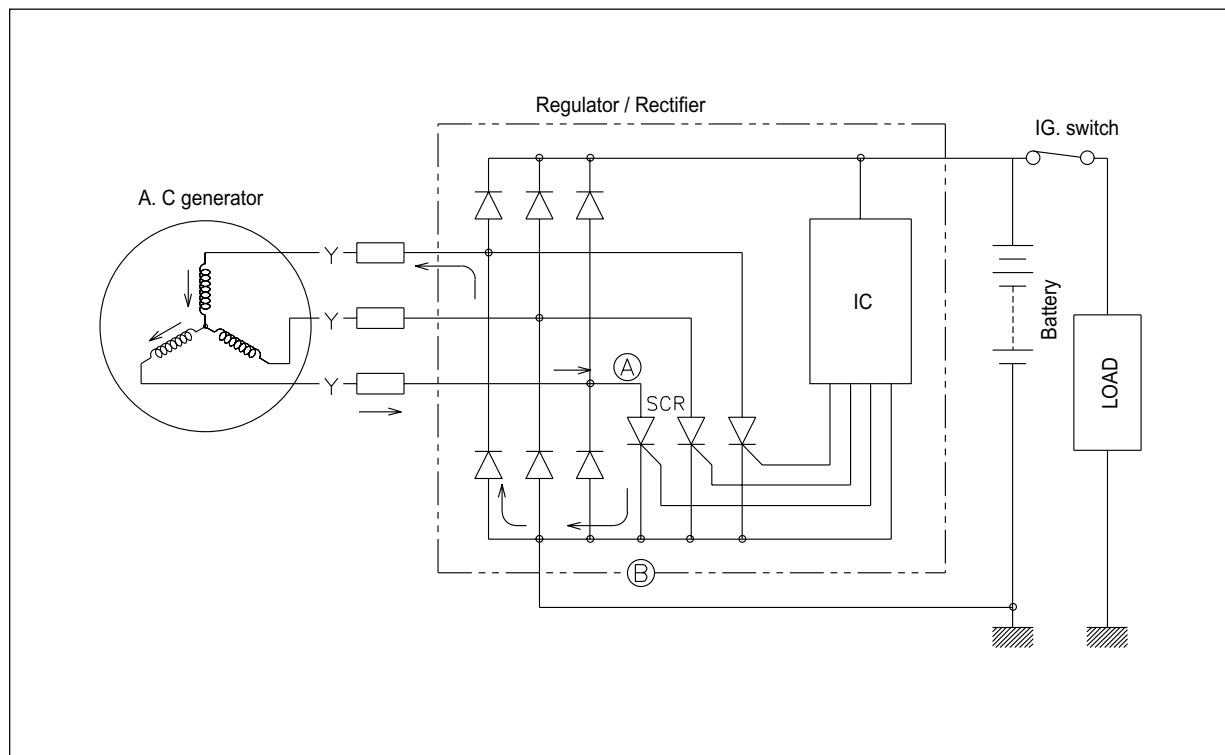 Regulator / Rectifier
IG. switch
A. C generator
Y
Y
Y
IC
Battery
LOAD
A
SCR
B